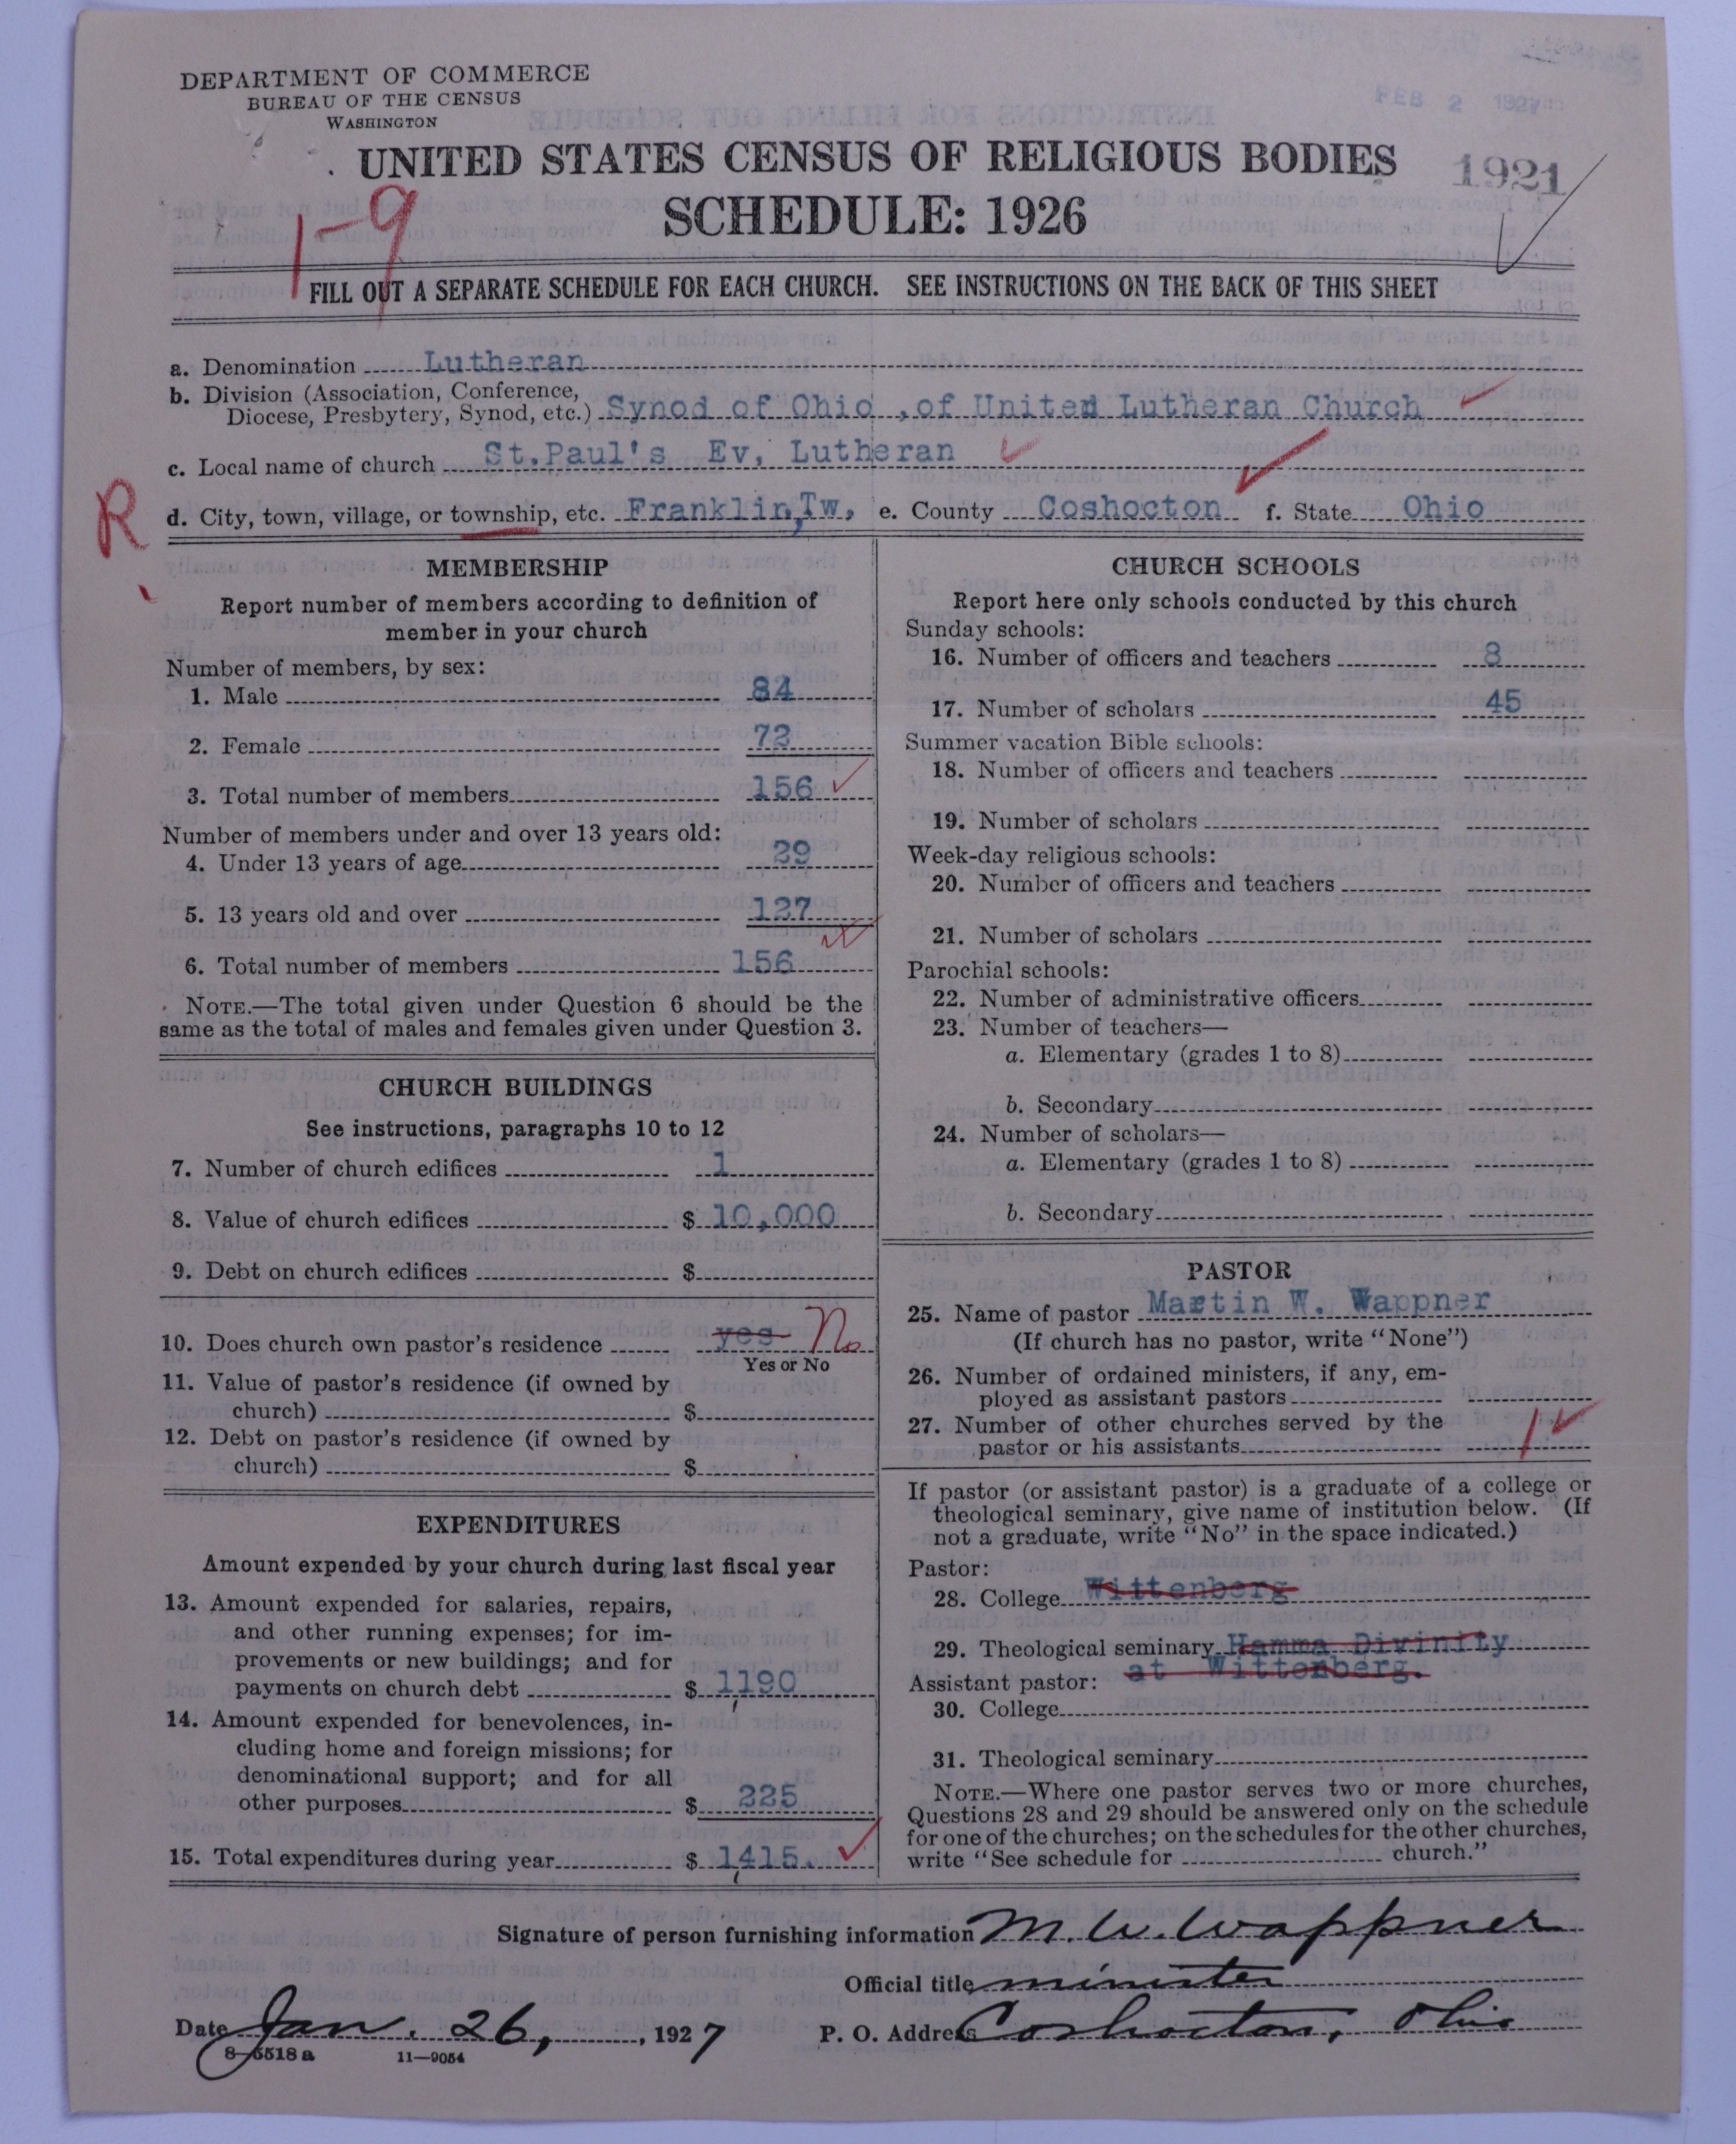 DEPARTMENT OF COMMERCE
BUREAU OF THE CENSUS
WASHINGTON
FEB 2 1927
UNITED STATES CENSUS OF RELIGIOUS BODIES
1921
SCHEDULE: 1926
1-9
FILL OUT A SEPARATE SCHEDULE FOR EACH CHURCH. SEE INSTRUCTIONS ON THE BACK OF THIS SHEET
a. Denomination Lutheran
b. Division (Association, Conference,
Diocese, Presbytery, Synod, etc.) Synod of Ohio ,of United Lutheran Church
c. Local name of church St.Paul's Ev, Lutheran
R
d. City, town, village, or township, etc. Franklin,Tw, e. County Coshocton f. State Ohio
MEMBERSHIP
Report number of members according to definition of
member in your church
Number of members, by sex:
1. Male 84
2. Female 72
3. Total number of members 156
Number of members under and over 13 years old:
4. Under 13 years of age 29
5. 13 years old and over 127
6. Total number of members 156
NOTE.—The total given under Question 6 should be the
same as the total of males and females given under Question 3.
CHURCH BUILDINGS
See instructions, paragraphs 10 to 12
7. Number of church edifices 1
8. Value of church edifices $ 10,000
9. Debt on church edifices $
10. Does church own pastor's residence yes No
Yes or No
11. Value of pastor's residence (if owned by
church) $
12. Debt on pastor's residence (if owned by
church) $
EXPENDITURES
Amount expended by your church during last fiscal year
13. Amount expended for salaries, repairs,
and other running expenses; for im-
provements or new buildings; and for
payments on church debt $ 1,190
14. Amount expended for benevolences, in-
cluding home and foreign missions; for
denominational support; and for all
other purposes $ 225
15. Total expenditures during year $ 1,415.
CHURCH SCHOOLS
Report here only schools conducted by this church
Sunday schools:
16. Number of officers and teachers 8
17. Number of scholars 45
Summer vacation Bible schools:
18. Number of officers and teachers
19. Number of scholars
Week-day religious schools:
20. Number of officers and teachers
21. Number of scholars
Parochial schools:
22. Number of administrative officers
23. Number of teachers—
a. Elementary (grades 1 to 8)
b. Secondary
24. Number of scholars—
a. Elementary (grades 1 to 8)
b. Secondary
PASTOR
25. Name of pastor Martin W. Wappner
(If church has no pastor, write "None")
26. Number of ordained ministers, if any, em-
ployed as assistant pastors
27. Number of other churches served by the
pastor or his assistants 1
If pastor (or assistant pastor) is a graduate of a college or
theological seminary, give name of institution below. (If
not a graduate, write "No" in the space indicated.)
Pastor:
28. College Wittenberg
29. Theological seminary Hamma Divinity
at Wittenberg.
Assistant pastor:
30. College
31. Theological seminary
NOTE.—Where one pastor serves two or more churches,
Questions 28 and 29 should be answered only on the schedule
for one of the churches; on the schedules for the other churches,
write "See schedule for church."
Signature of person furnishing information M. W. Wappner
Official title minister
Date Jan. 26, , 1927 P. O. Address Coshocton, Ohio
8-5518a 11-9054